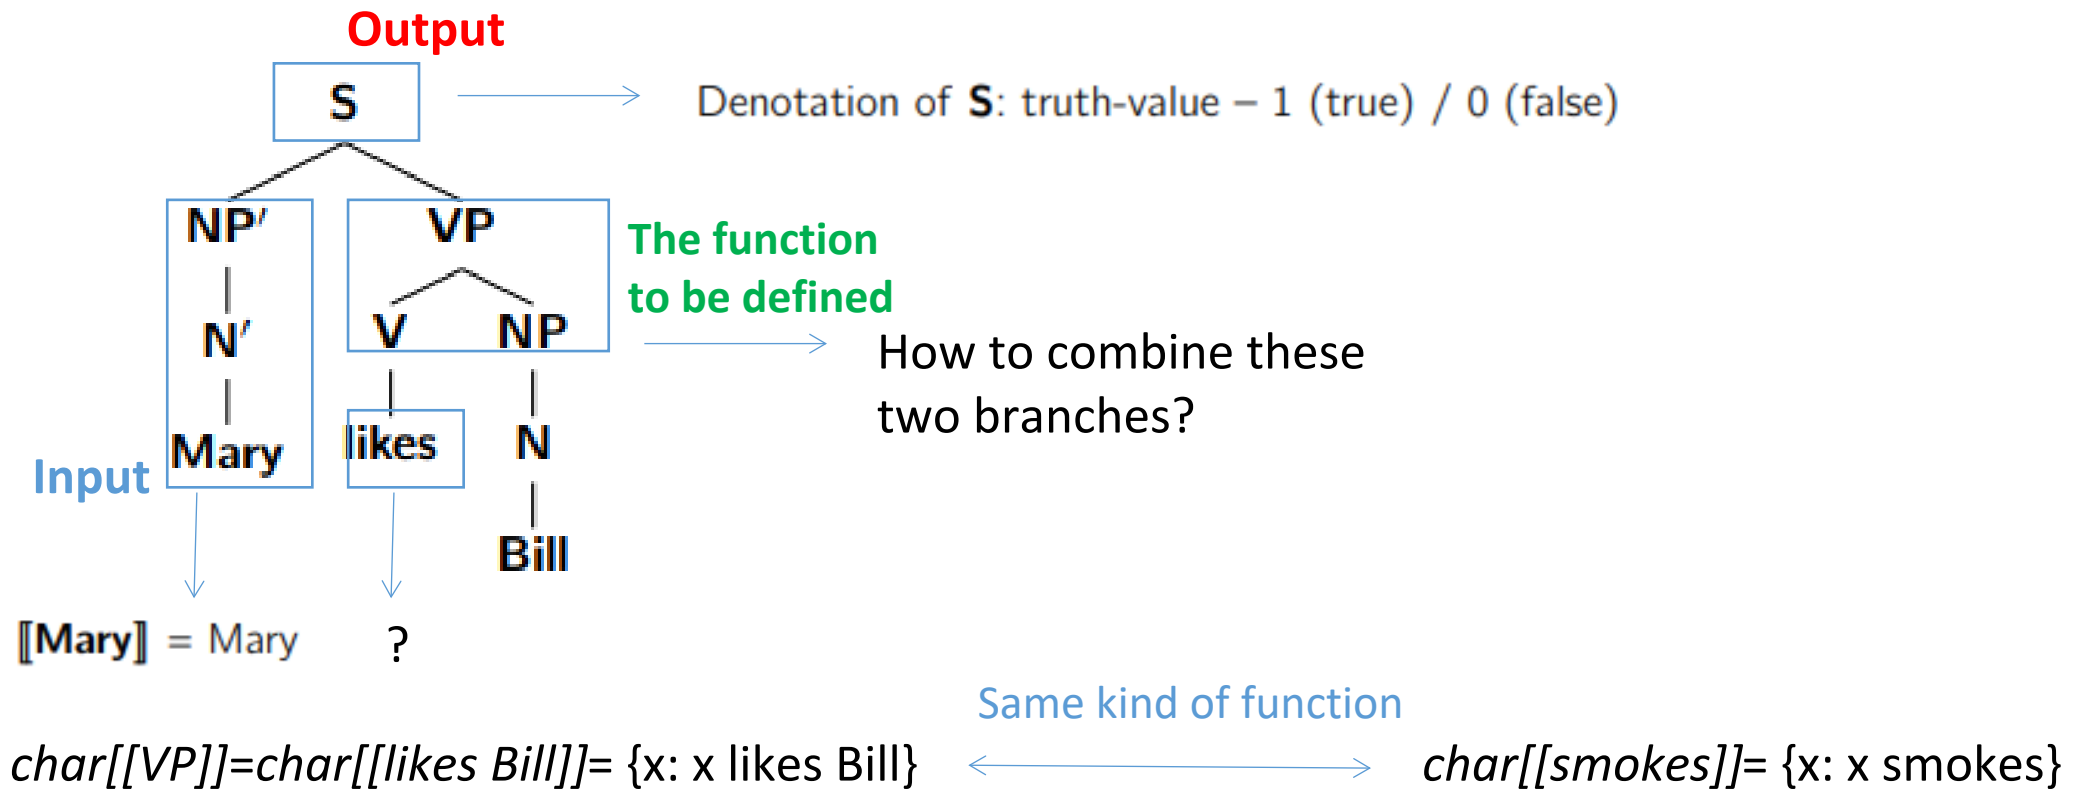 Output
S
Denotation of S: truth-value – 1 (true) / 0 (false)
NP′ VP
The function
to be defined
V NP
N′
How to combine these
two branches?
Mary likes N
Input
Bill
⟦Mary⟧ = Mary
?
Same kind of function
char[[VP]]=char[[likes Bill]]= {x: x likes Bill}
char[[smokes]]= {x: x smokes}